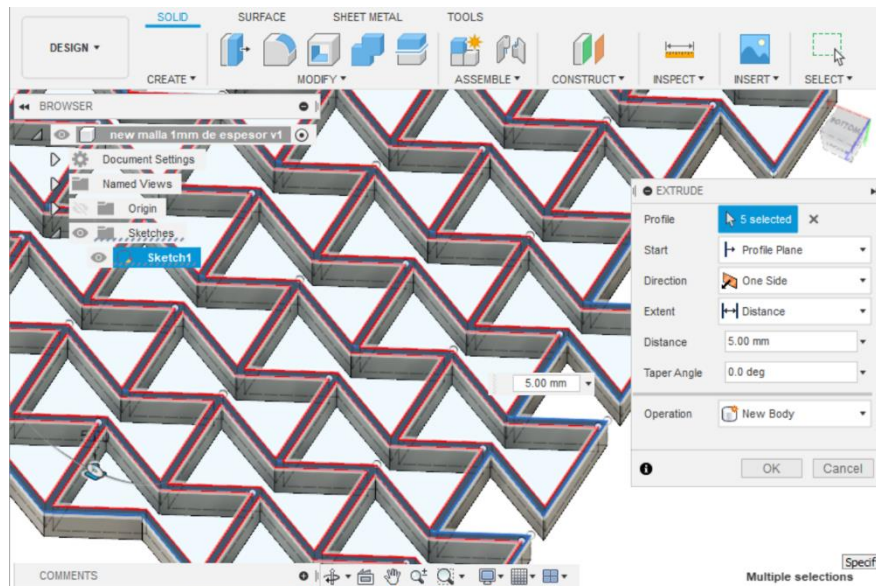 SOLID SURFACE SHEET METAL TOOLS
DESIGN ▾
CREATE ▾ MODIFY ▾ ASSEMBLE ▾ CONSTRUCT ▾ INSPECT ▾ INSERT ▾ SELECT ▾
BROWSER
new malla 1mm de espesor v1
Document Settings
Named Views
Origin
Sketches
Sketch1
BOTTOM
EXTRUDE
Profile 5 selected
Start Profile Plane
Direction One Side
Extent Distance
Distance 5.00 mm
Taper Angle 0.0 deg
Operation New Body
OK Cancel
5.00 mm
Specif
Multiple selections
COMMENTS